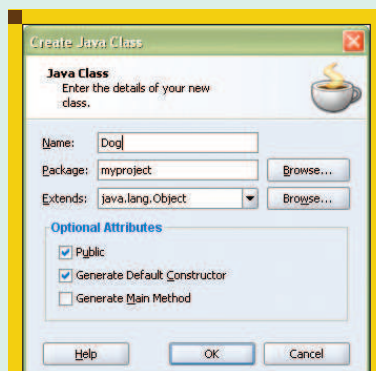 Create Java Class
Java Class
Enter the details of your new
class.
Name: Dog
Package: myproject Browse...
Extends: java.lang.Object Browse...
Optional Attributes
Public
Generate Default Constructor
Generate Main Method
Help OK Cancel